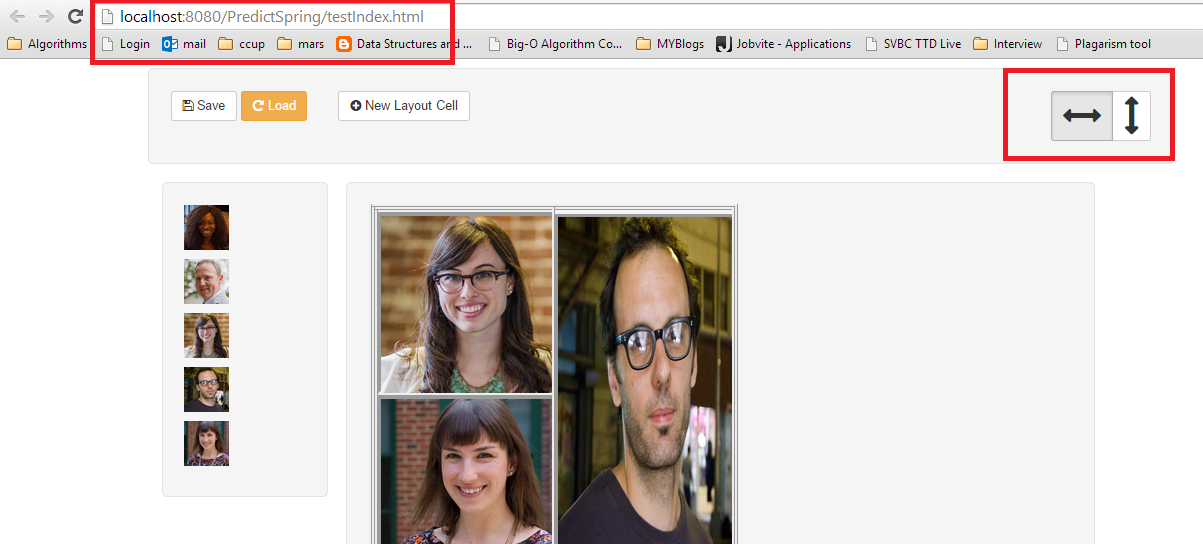 localhost:8080/PredictSpring/testIndex.html
Algorithms Login mail ccup mars Data Structures and ... Big-O Algorithm Co... MYBlogs Jobvite - Applications SVBC TTD Live Interview Plagarism tool
Save Load New Layout Cell